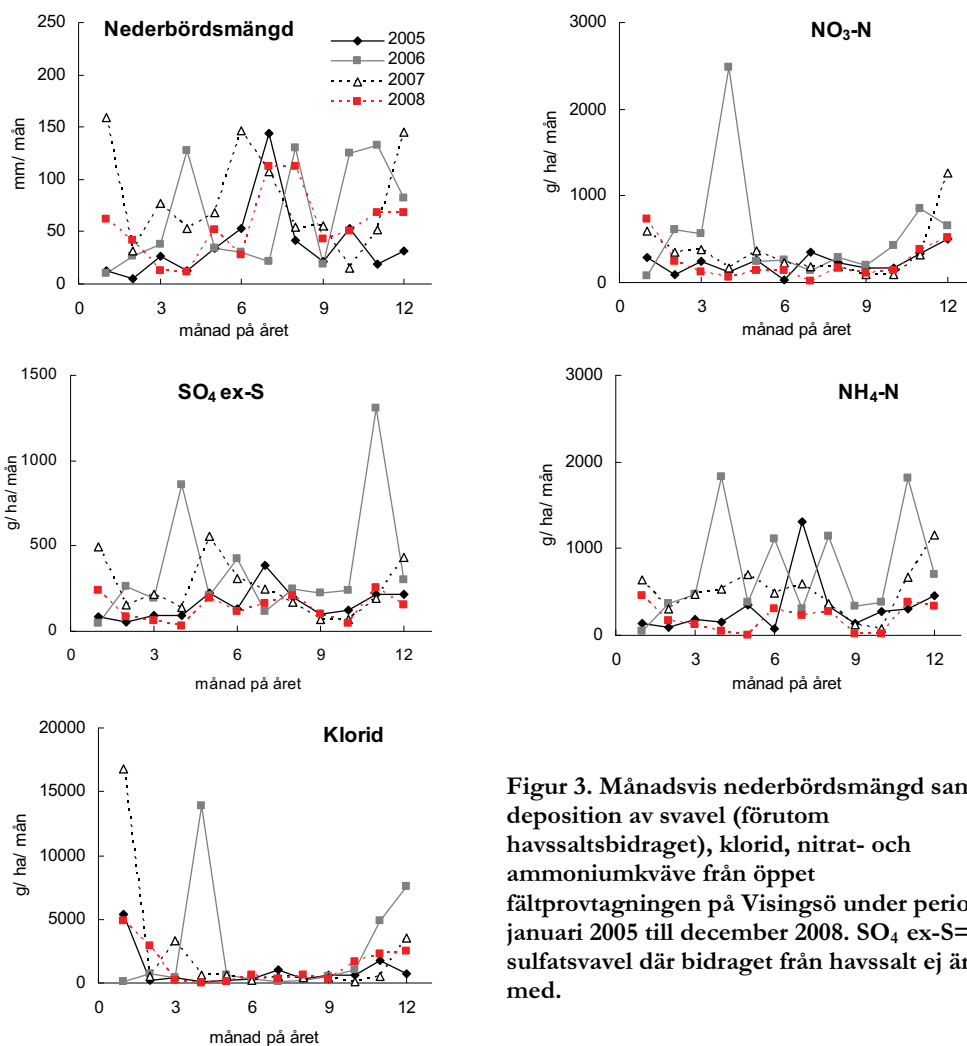 Nederbördsmängd
2005
2006
2007
2008
250
200
150
100
50
0
mm/ mån
0 3 6 9 12
månad på året
NO₃-N
3000
2000
1000
0
g/ ha/ mån
0 3 6 9 12
månad på året
SO₄ ex-S
1500
1000
500
0
g/ ha/ mån
0 3 6 9 12
månad på året
NH₄-N
3000
2000
1000
0
g/ ha/ mån
0 3 6 9 12
månad på året
Klorid
20000
15000
10000
5000
0
g/ ha/ mån
0 3 6 9 12
månad på året
Figur 3. Månadsvis nederbördsmängd sam
deposition av svavel (förutom
havssaltsbidraget), klorid, nitrat- och
ammoniumkväve från öppet
fältprovtagningen på Visingsö under perio
januari 2005 till december 2008. SO₄ ex-S=
sulfatsvavel där bidraget från havssalt ej är
med.